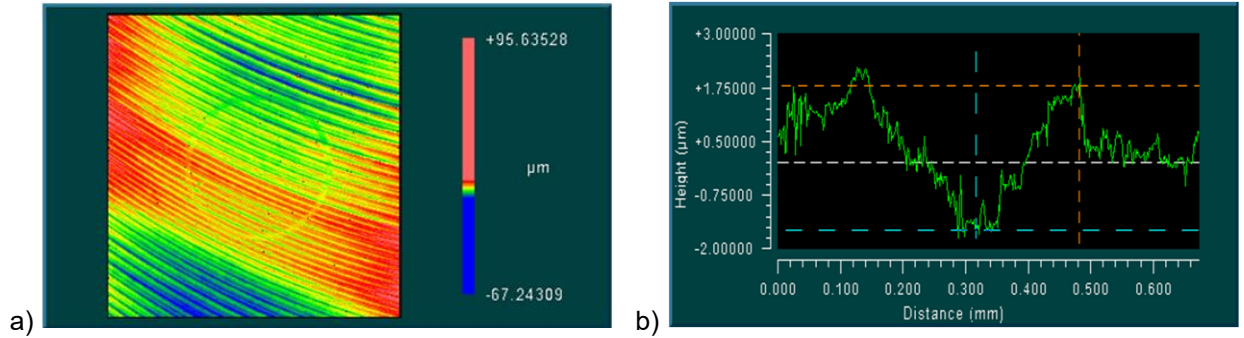 a)
+95.63528
µm
-67.24309
b)
Height (µm)
+3.00000
+1.75000
+0.50000
-0.75000
-2.00000
0.000 0.100 0.200 0.300 0.400 0.500 0.600
Distance (mm)